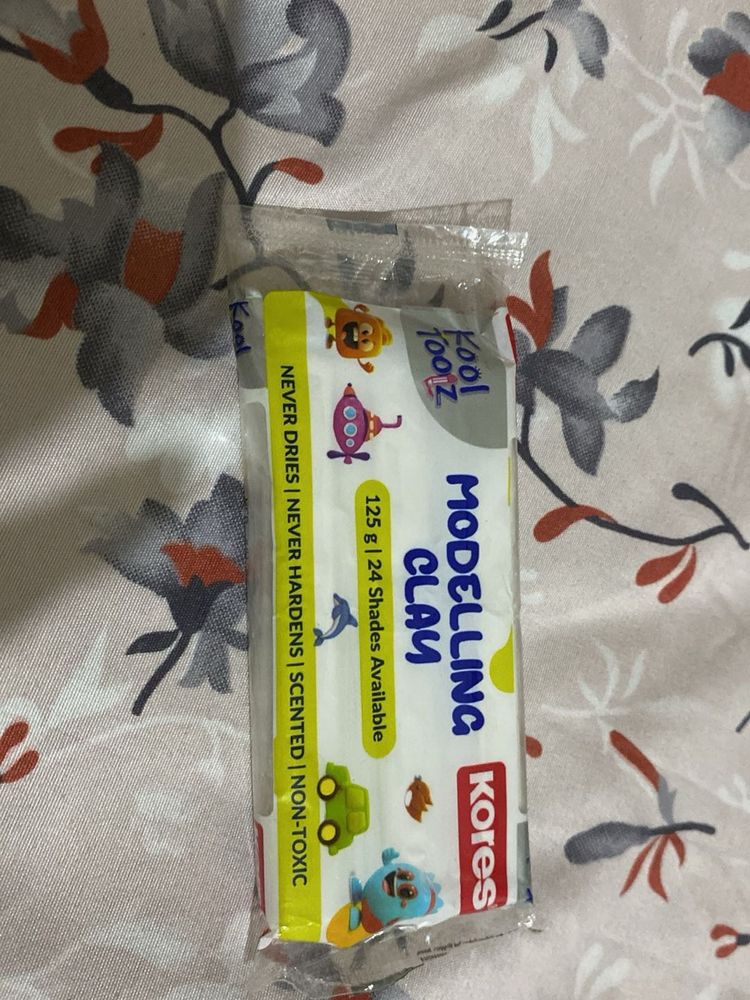 Kool
Toolz
MODELLING
CLAY
Kores
125 g | 24 Shades Available
NEVER DRIES | NEVER HARDENS | SCENTED | NON-TOXIC
Kool